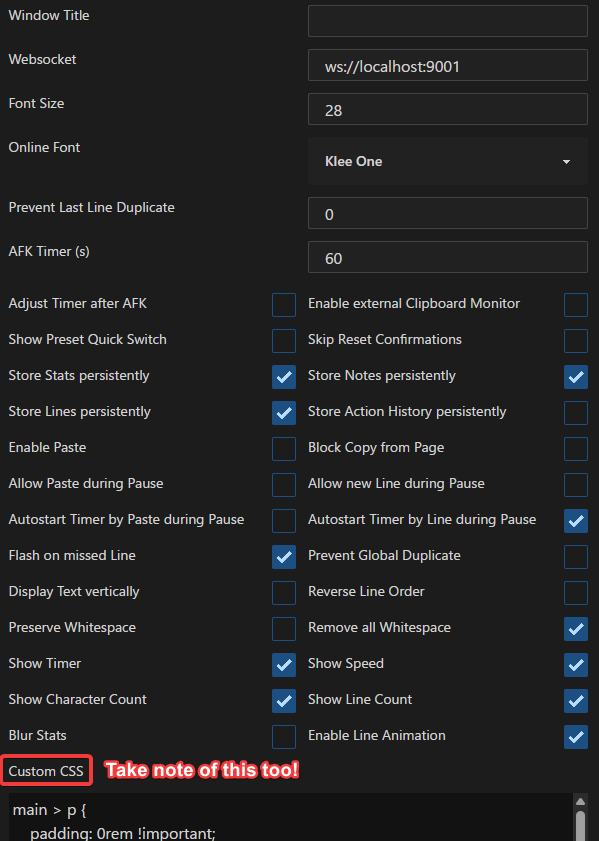 Window Title
Websocket ws://localhost:9001
Font Size 28
Online Font Klee One
Prevent Last Line Duplicate 0
AFK Timer (s) 60
Adjust Timer after AFK Enable external Clipboard Monitor
Show Preset Quick Switch Skip Reset Confirmations
Store Stats persistently Store Notes persistently
Store Lines persistently Store Action History persistently
Enable Paste Block Copy from Page
Allow Paste during Pause Allow new Line during Pause
Autostart Timer by Paste during Pause Autostart Timer by Line during Pause
Flash on missed Line Prevent Global Duplicate
Display Text vertically Reverse Line Order
Preserve Whitespace Remove all Whitespace
Show Timer Show Speed
Show Character Count Show Line Count
Blur Stats Enable Line Animation
Custom CSS Take note of this too!
main > p {
padding: 0rem !important;